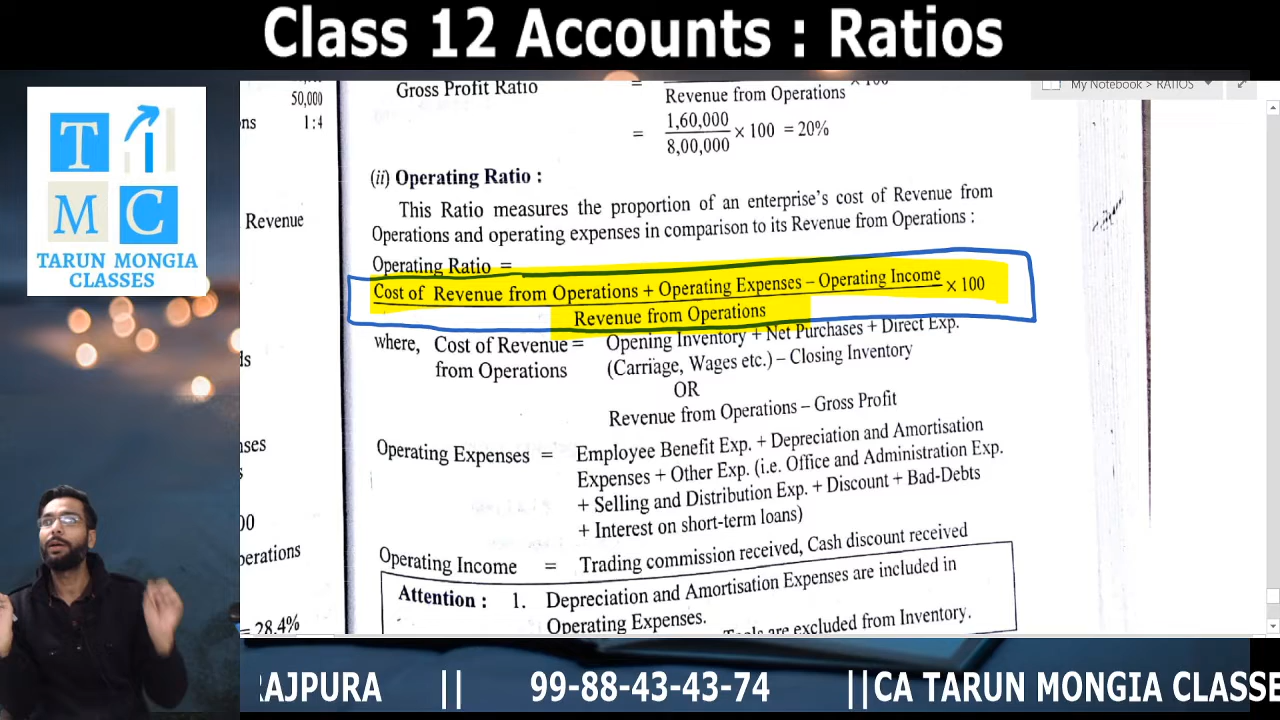 Class 12 Accounts : Ratios
T
M C
TARUN MONGIA
CLASSES
50,000
ns 1:4
Revenue
ds
ses
00
erations
= 28.4%
My Notebook > RATIOS
Gross Profit Ratio = Revenue from Operations × 100
= 1,60,000
8,00,000 × 100 = 20%
(ii) Operating Ratio :
This Ratio measures the proportion of an enterprise's cost of Revenue from
Operations and operating expenses in comparison to its Revenue from Operations :
Operating Ratio =
Cost of Revenue from Operations + Operating Expenses – Operating Income × 100
Revenue from Operations
where, Cost of Revenue = Opening Inventory + Net Purchases + Direct Exp.
from Operations (Carriage, Wages etc.) – Closing Inventory
OR
Revenue from Operations – Gross Profit
Operating Expenses = Employee Benefit Exp. + Depreciation and Amortisation
Expenses + Other Exp. (i.e. Office and Administration Exp.
+ Selling and Distribution Exp. + Discount + Bad-Debts
+ Interest on short-term loans)
Operating Income = Trading commission received, Cash discount received
Attention : 1. Depreciation and Amortisation Expenses are included in
Operating Expenses.
Tools are excluded from Inventory.
RAJPURA || 99-88-43-43-74 ||CA TARUN MONGIA CLASSE